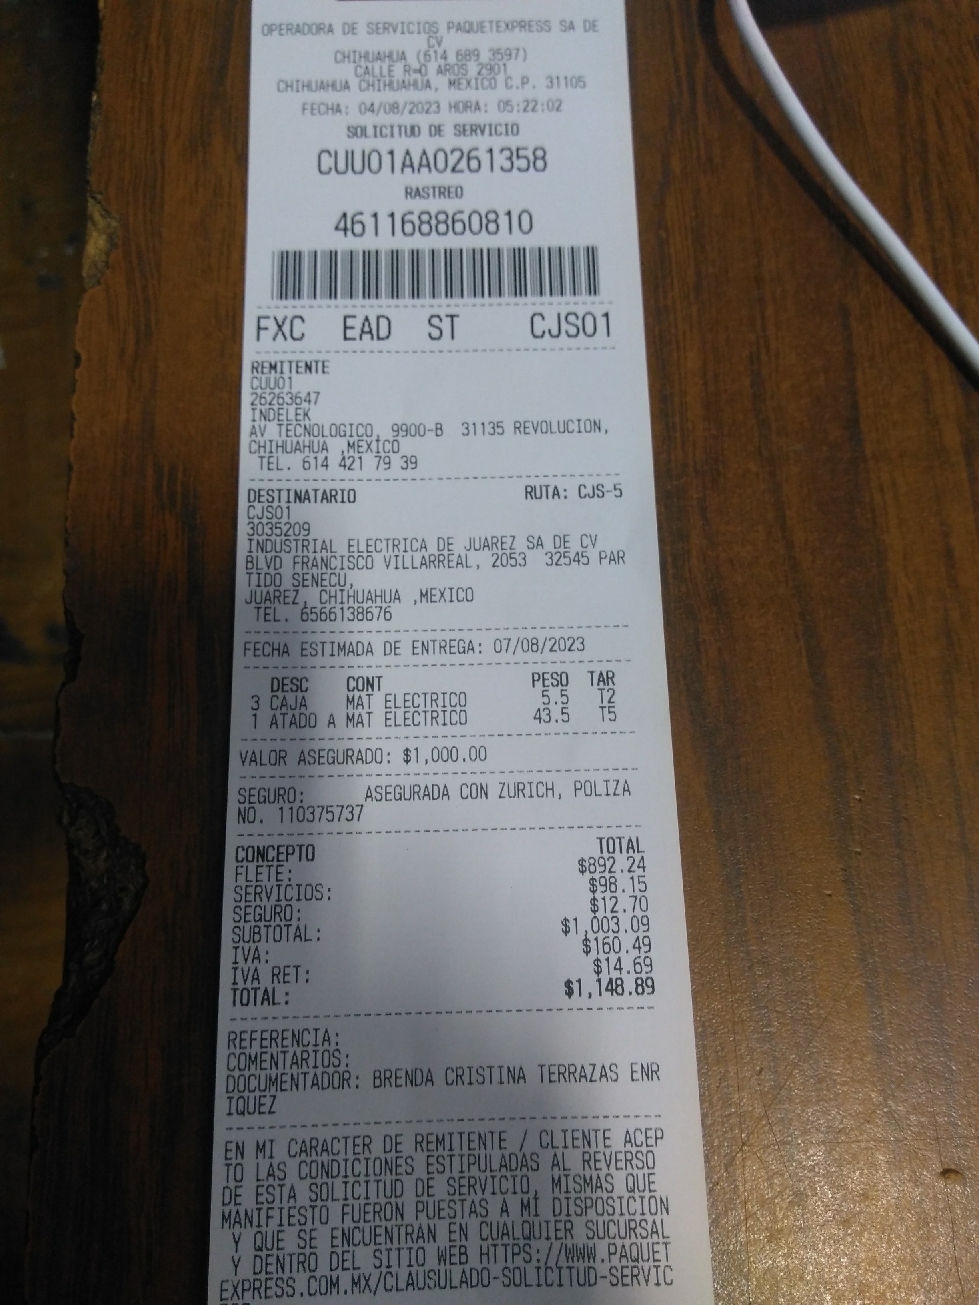 OPERADORA DE SERVICIOS PAQUETEXPRESS SA DE
CV
CHIHUAHUA (614 689 3597)
CALLE R=O AROS 2901
CHIHUAHUA CHIHUAHUA, MEXICO C.P. 31105
FECHA: 04/08/2023 HORA: 05:22:02
SOLICITUD DE SERVICIO
CUU01AA0261358
RASTREO
461168860810
FXC EAD ST CJS01
REMITENTE
CUU01
26263647
INDELEK
AV TECNOLOGICO, 9900-B 31135 REVOLUCION,
CHIHUAHUA ,MEXICO
TEL. 614 421 79 39
DESTINATARIO RUTA: CJS-5
CJS01
3035209
INDUSTRIAL ELECTRICA DE JUAREZ SA DE CV
BLVD FRANCISCO VILLARREAL, 2053 32545 PAR
TIDO SENECU,
JUAREZ, CHIHUAHUA ,MEXICO
TEL. 6566138676
FECHA ESTIMADA DE ENTREGA: 07/08/2023
DESC CONT PESO TAR
3 CAJA MAT ELECTRICO 5.5 T2
1 ATADO A MAT ELECTRICO 43.5 T5
VALOR ASEGURADO: $1,000.00
SEGURO: ASEGURADA CON ZURICH, POLIZA
NO. 110375737
CONCEPTO TOTAL
FLETE: $892.24
SERVICIOS: $98.15
SEGURO: $12.70
SUBTOTAL: $1,003.09
IVA: $160.49
IVA RET: $14.69
TOTAL: $1,148.89
REFERENCIA:
COMENTARIOS:
DOCUMENTADOR: BRENDA CRISTINA TERRAZAS ENR
IQUEZ
EN MI CARACTER DE REMITENTE / CLIENTE ACEP
TO LAS CONDICIONES ESTIPULADAS AL REVERSO
DE ESTA SOLICITUD DE SERVICIO, MISMAS QUE
MANIFIESTO FUERON PUESTAS A MI DISPOSICION
Y QUE SE ENCUENTRAN EN CUALQUIER SUCURSAL
Y DENTRO DEL SITIO WEB HTTPS://WWW.PAQUET
EXPRESS.COM.MX/CLAUSULADO-SOLICITUD-SERVIC